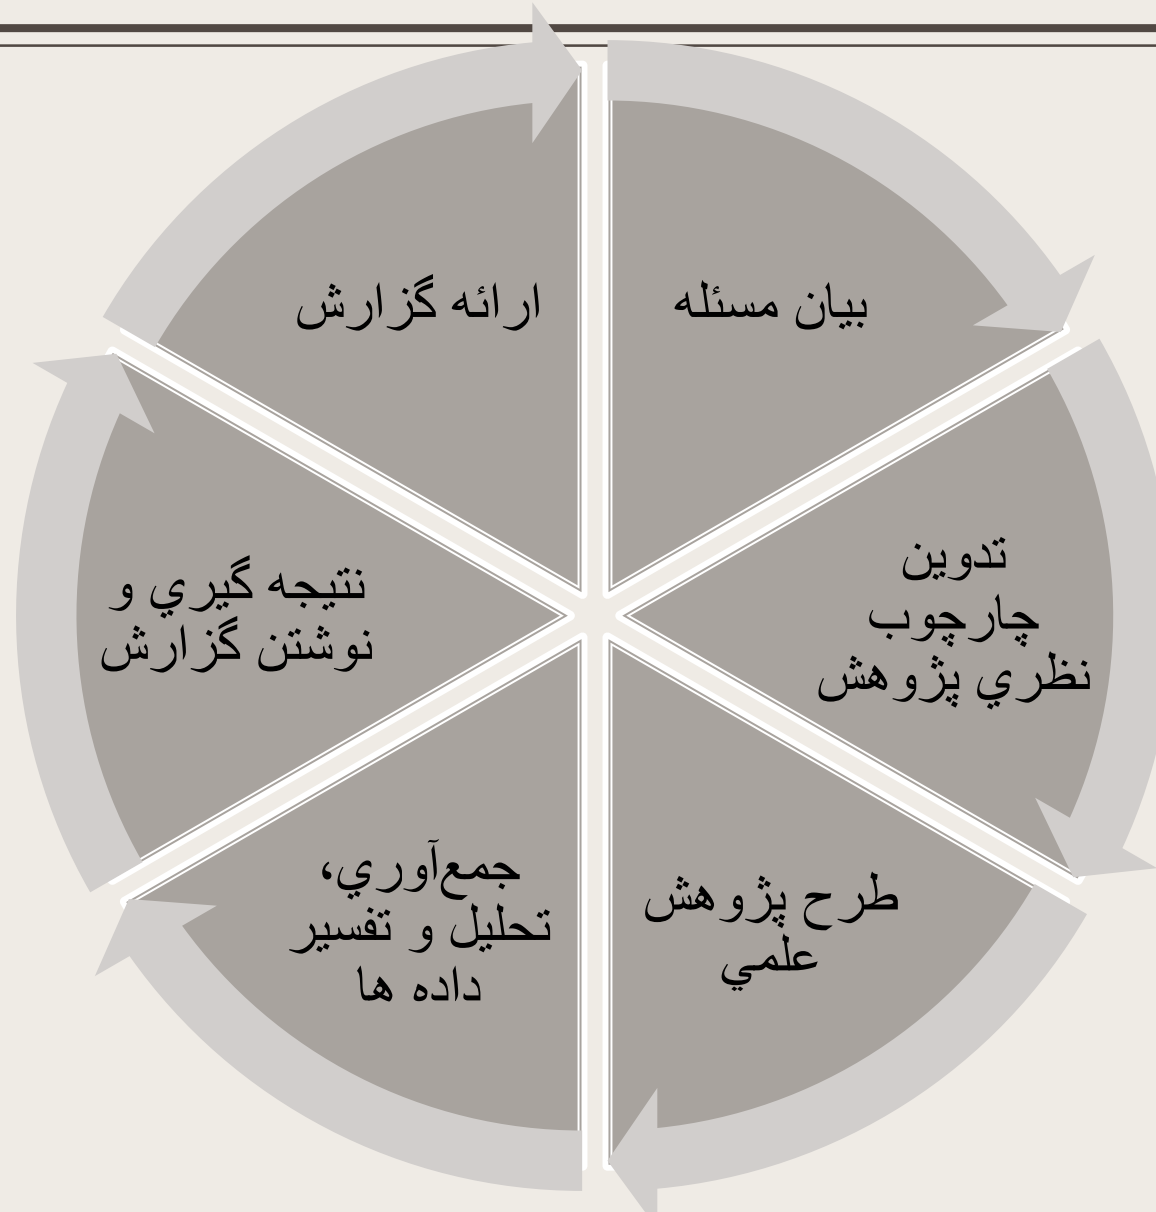 بيان مسئله
تدوين
چارچوب
نظري پژوهش
طرح پژوهش
علمي
جمع‌آوري،
تحليل و تفسير
داده ها
نتيجه گيري و
نوشتن گزارش
ارائه گزارش